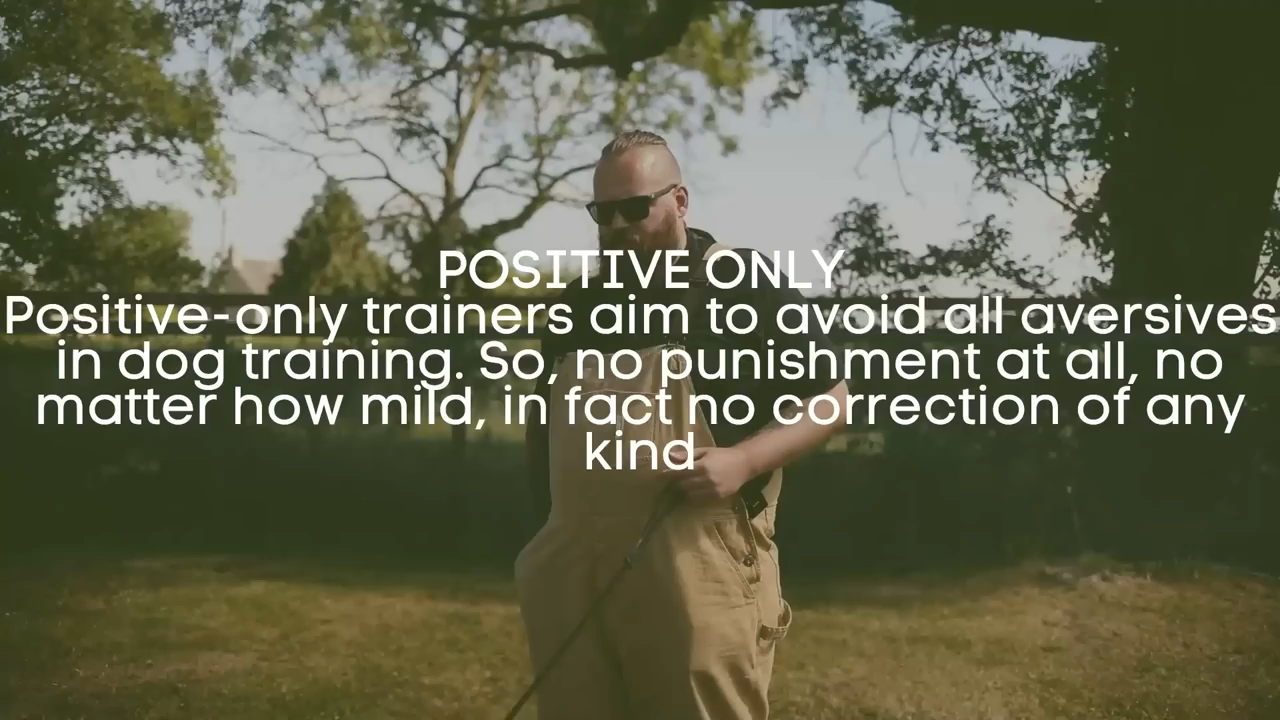 POSITIVE ONLY
Positive-only trainers aim to avoid all aversives
in dog training. So, no punishment at all, no
matter how mild, in fact no correction of any
kind